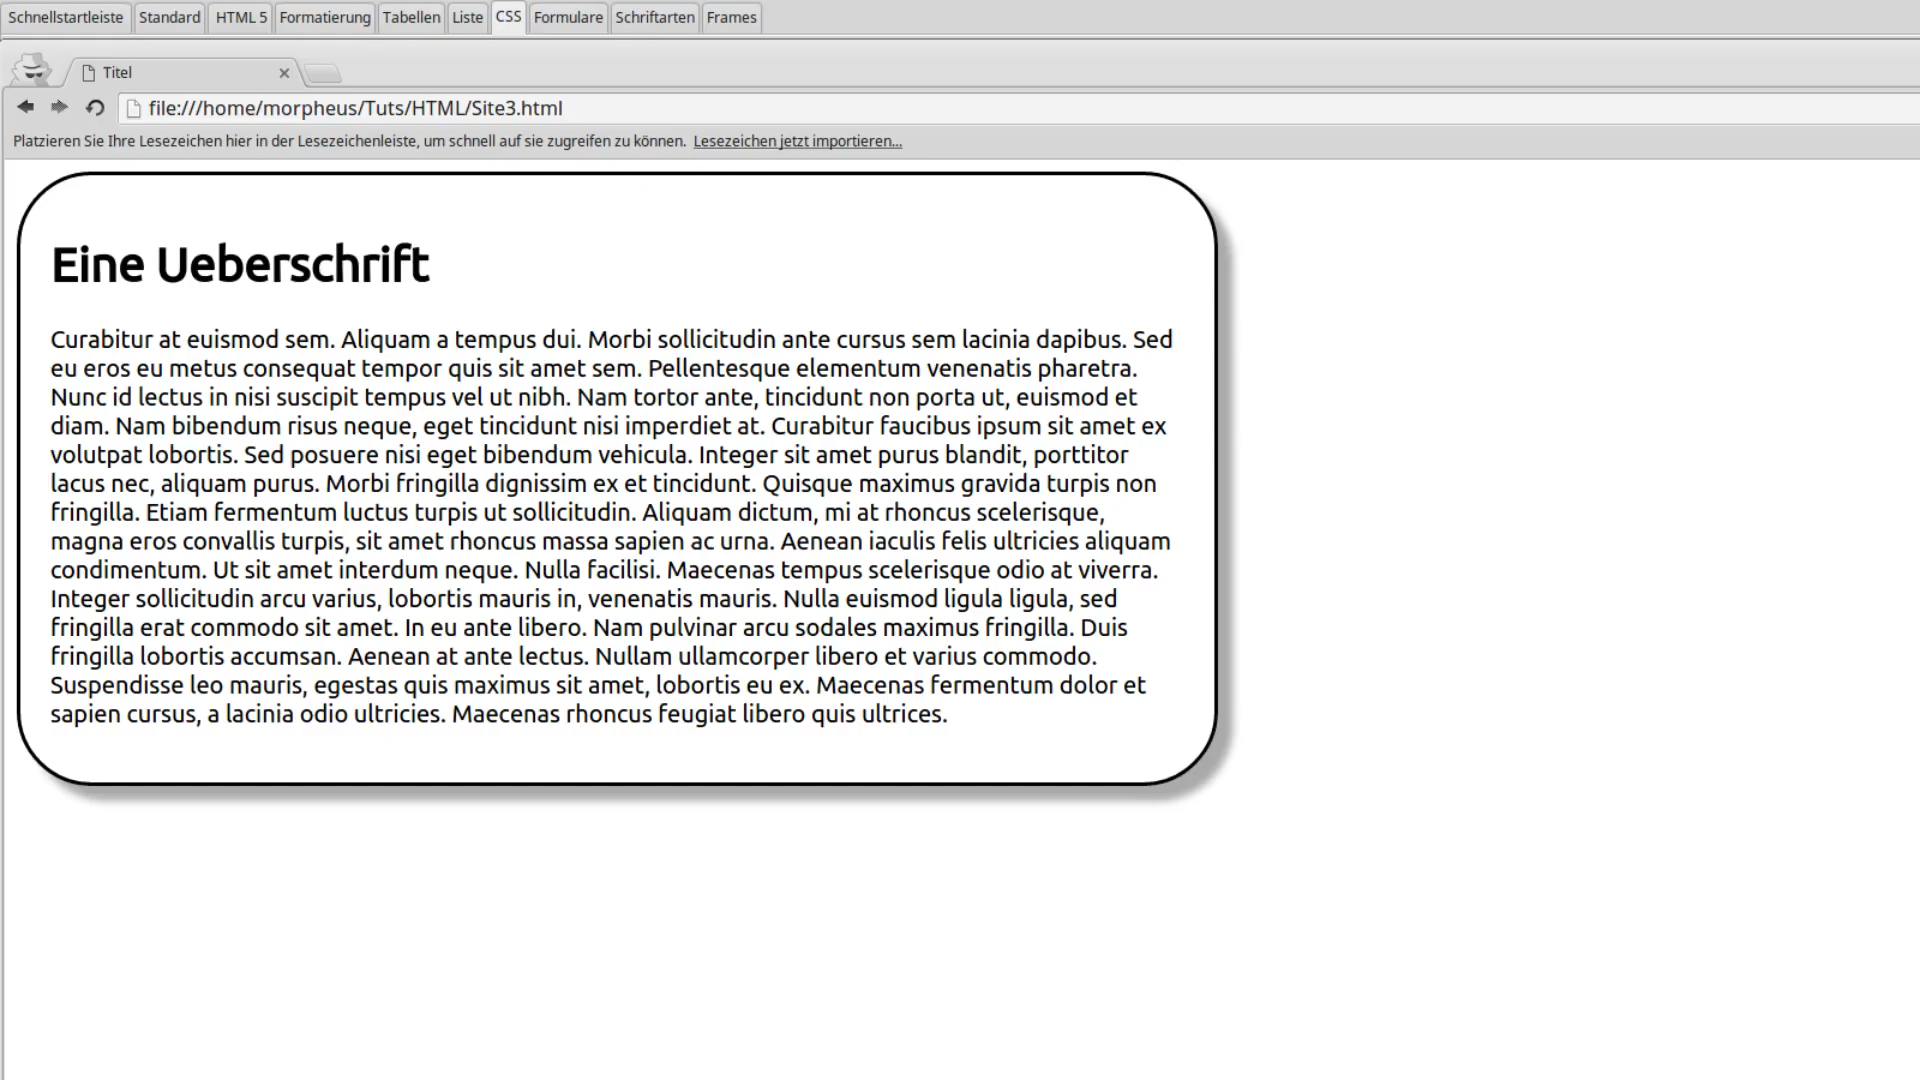 Schnellstartleiste Standard HTML 5 Formatierung Tabellen Liste CSS Formulare Schriftarten Frames
Titel
file:///home/morpheus/Tuts/HTML/Site3.html
Platzieren Sie Ihre Lesezeichen hier in der Lesezeichenleiste, um schnell auf sie zugreifen zu können. Lesezeichen jetzt importieren...
Eine Ueberschrift
Curabitur at euismod sem. Aliquam a tempus dui. Morbi sollicitudin ante cursus sem lacinia dapibus. Sed
eu eros eu metus consequat tempor quis sit amet sem. Pellentesque elementum venenatis pharetra.
Nunc id lectus in nisi suscipit tempus vel ut nibh. Nam tortor ante, tincidunt non porta ut, euismod et
diam. Nam bibendum risus neque, eget tincidunt nisi imperdiet at. Curabitur faucibus ipsum sit amet ex
volutpat lobortis. Sed posuere nisi eget bibendum vehicula. Integer sit amet purus blandit, porttitor
lacus nec, aliquam purus. Morbi fringilla dignissim ex et tincidunt. Quisque maximus gravida turpis non
fringilla. Etiam fermentum luctus turpis ut sollicitudin. Aliquam dictum, mi at rhoncus scelerisque,
magna eros convallis turpis, sit amet rhoncus massa sapien ac urna. Aenean iaculis felis ultricies aliquam
condimentum. Ut sit amet interdum neque. Nulla facilisi. Maecenas tempus scelerisque odio at viverra.
Integer sollicitudin arcu varius, lobortis mauris in, venenatis mauris. Nulla euismod ligula ligula, sed
fringilla erat commodo sit amet. In eu ante libero. Nam pulvinar arcu sodales maximus fringilla. Duis
fringilla lobortis accumsan. Aenean at ante lectus. Nullam ullamcorper libero et varius commodo.
Suspendisse leo mauris, egestas quis maximus sit amet, lobortis eu ex. Maecenas fermentum dolor et
sapien cursus, a lacinia odio ultricies. Maecenas rhoncus feugiat libero quis ultrices.